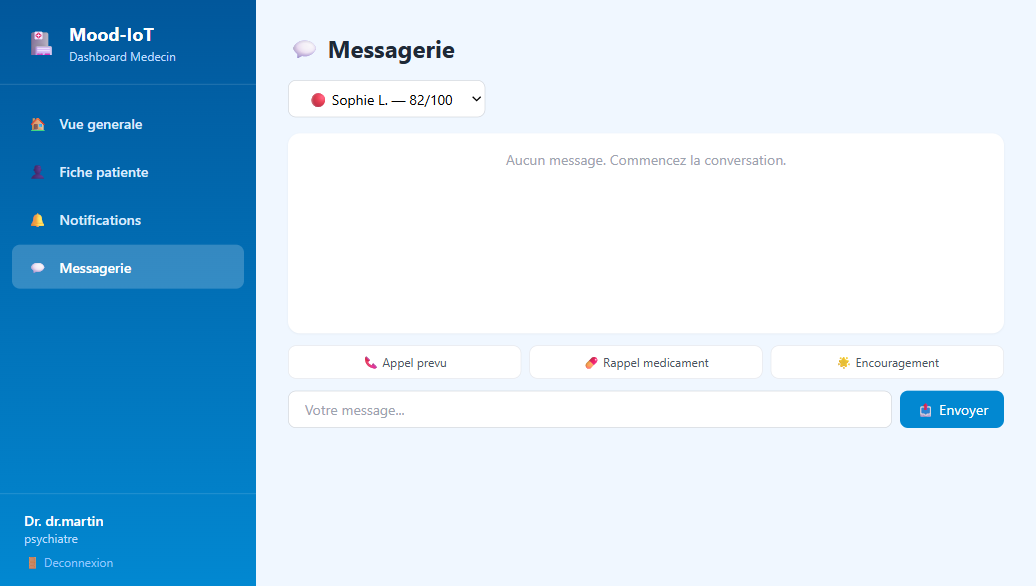 Mood-IoT
Dashboard Medecin
Vue generale
Fiche patiente
Notifications
Messagerie
Dr. dr.martin
psychiatre
Deconnexion
Messagerie
Sophie L. — 82/100
Aucun message. Commencez la conversation.
Appel prevu
Rappel medicament
Encouragement
Votre message...
Envoyer